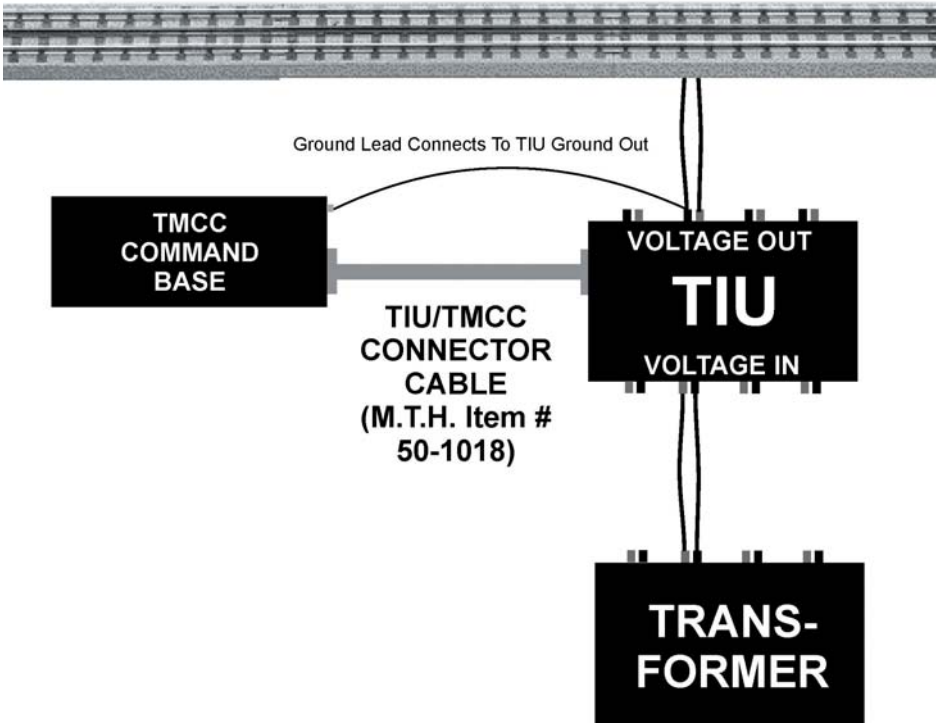 Ground Lead Connects To TIU Ground Out
TMCC
COMMAND
BASE
VOLTAGE OUT
TIU
VOLTAGE IN
TIU/TMCC
CONNECTOR
CABLE
(M.T.H. Item #
50-1018)
TRANS-
FORMER